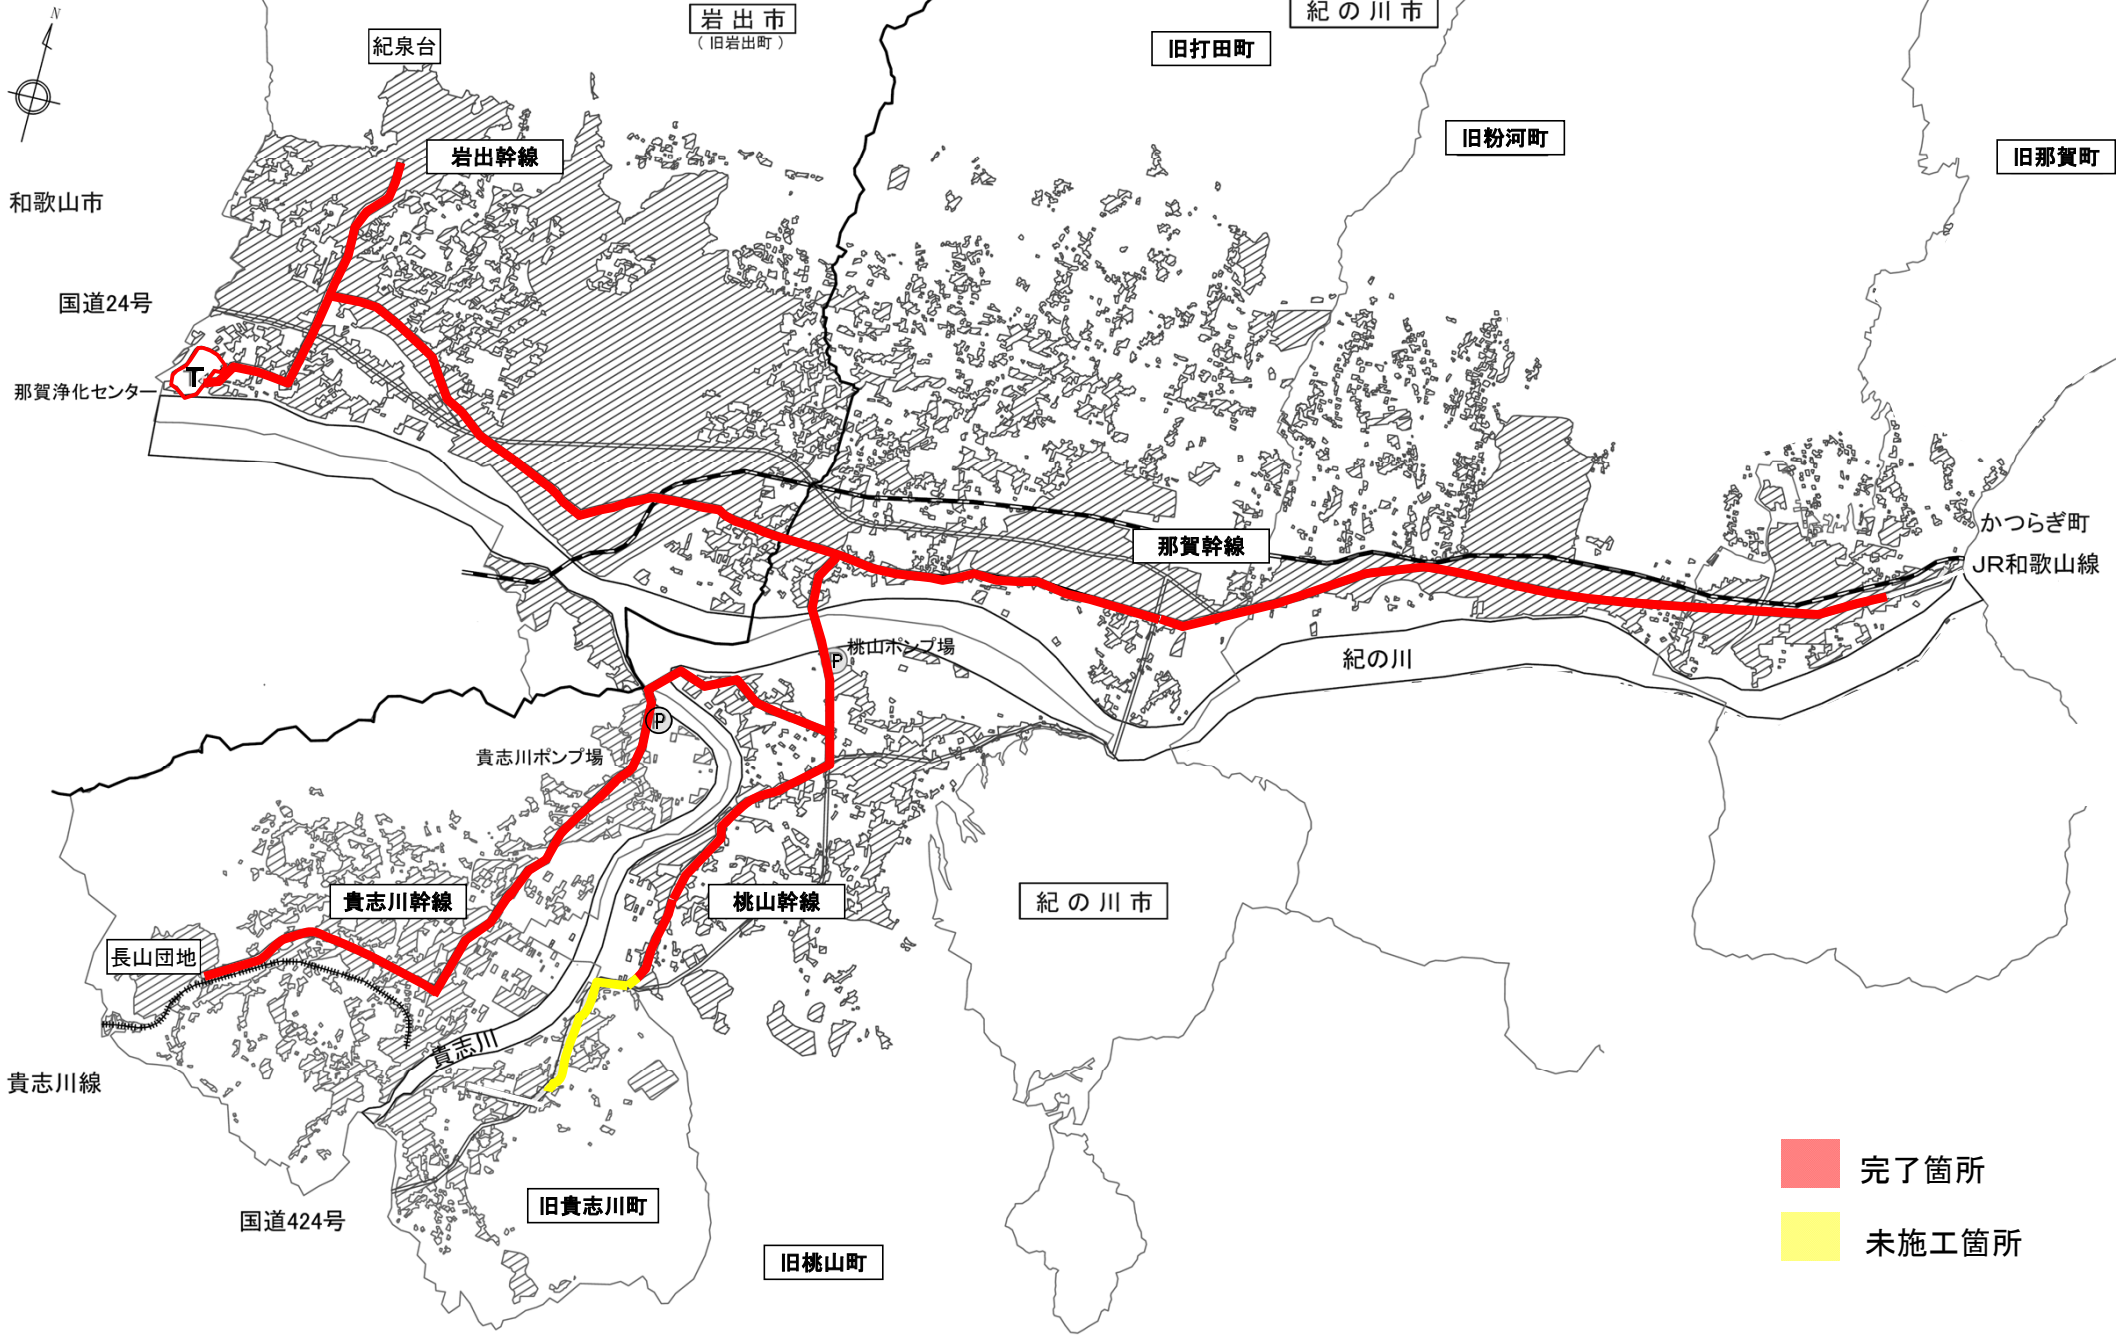 N
岩出市
(旧岩出町)
紀の川市
紀泉台
旧打田町
旧粉河町
旧那賀町
岩出幹線
和歌山市
国道24号
T
那賀浄化センター
かつらぎ町
JR和歌山線
那賀幹線
桃山ポンプ場
P
紀の川
P
貴志川ポンプ場
貴志川幹線
桃山幹線
紀の川市
長山団地
貴志川
貴志川線
国道424号
旧貴志川町
旧桃山町
完了箇所
未施工箇所